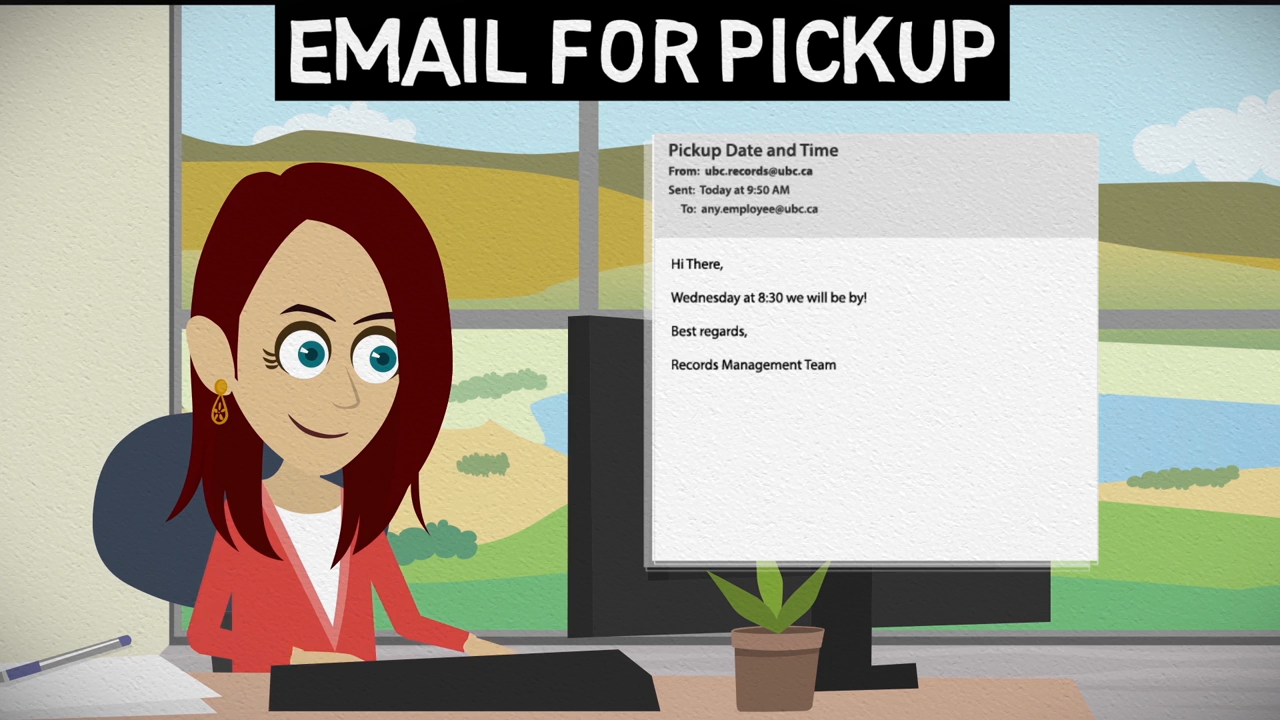 EMAIL FOR PICKUP
Pickup Date and Time
From: ubc.records@ubc.ca
Sent: Today at 9:50 AM
To: any.employee@ubc.ca
Hi There,
Wednesday at 8:30 we will be by!
Best regards,
Records Management Team